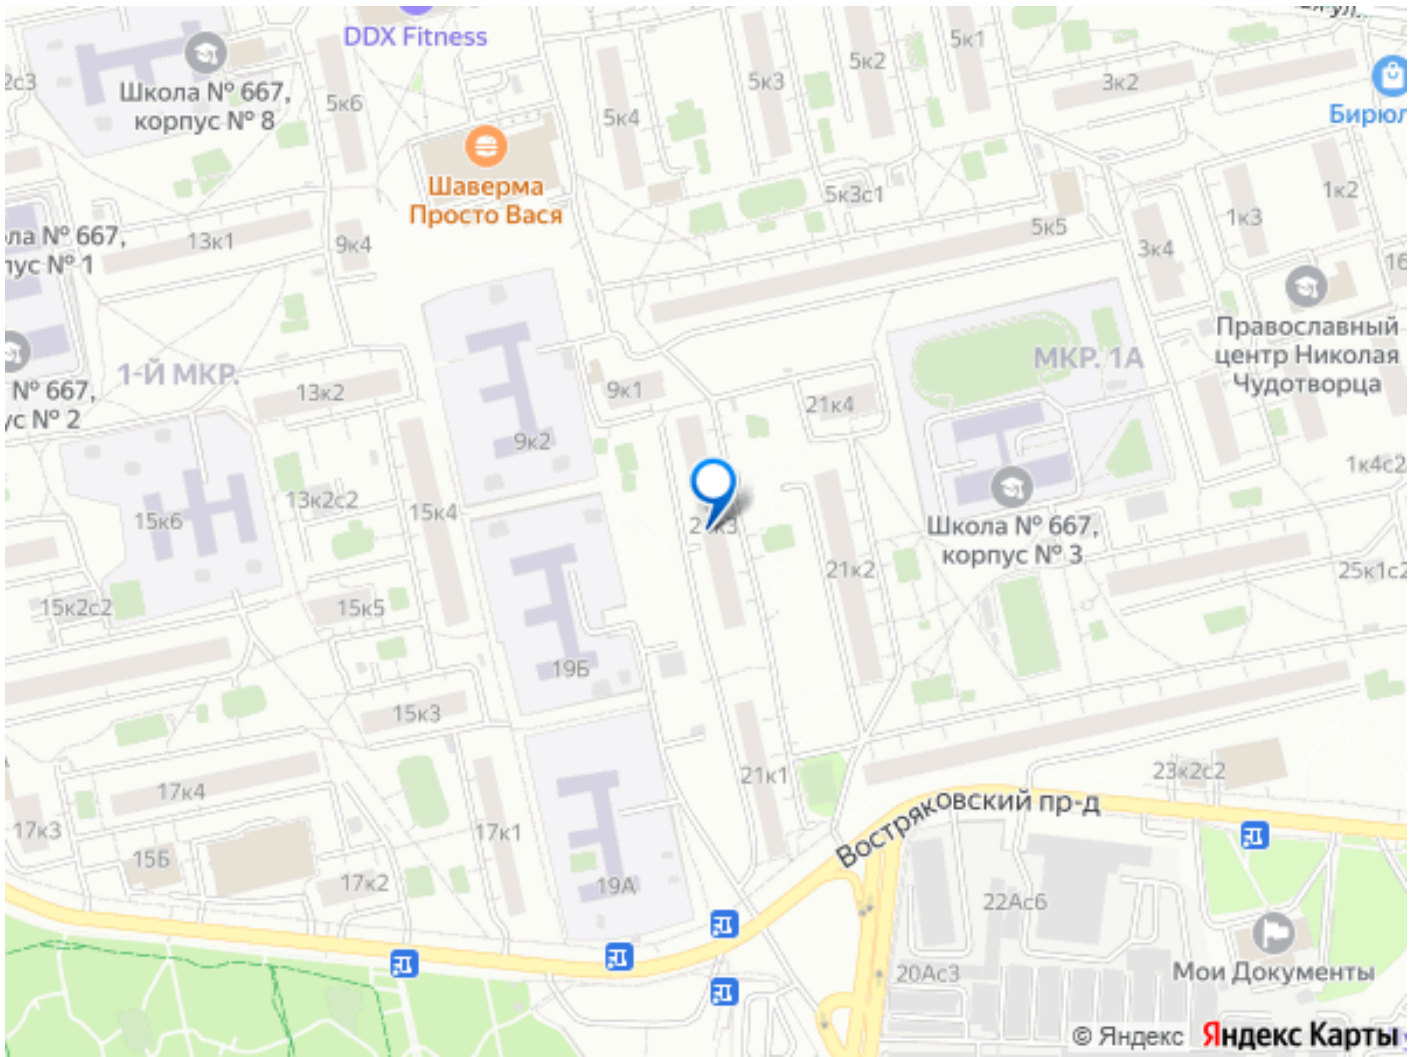 DDX Fitness
5к1
5к2
5к3
3к2
2с3
Школа № 667,
корпус № 8
5к6
5к4
Бирюл
Шаверма
Просто Вася
5к3с1
1к2
1к3
5к5
3к4
ла № 667,
пус № 1
13к1
9к4
16
Православный
центр Николая
Чудотворца
1-Й МКР.
МКР. 1А
№ 667,
ус № 2
13к2
9к1
21к4
9к2
1к4с2
13к2с2
15к4
15к6
Школа № 667,
корпус № 3
21к2
25к1с2
15к2с2
15к5
19Б
15к3
21к1
23к2с2
17к4
Востряковский пр-д
17к3
17к1
15Б
17к2
19А
22Ас6
20Ас3
Мои Документы
© Яндекс Яндекс Карты